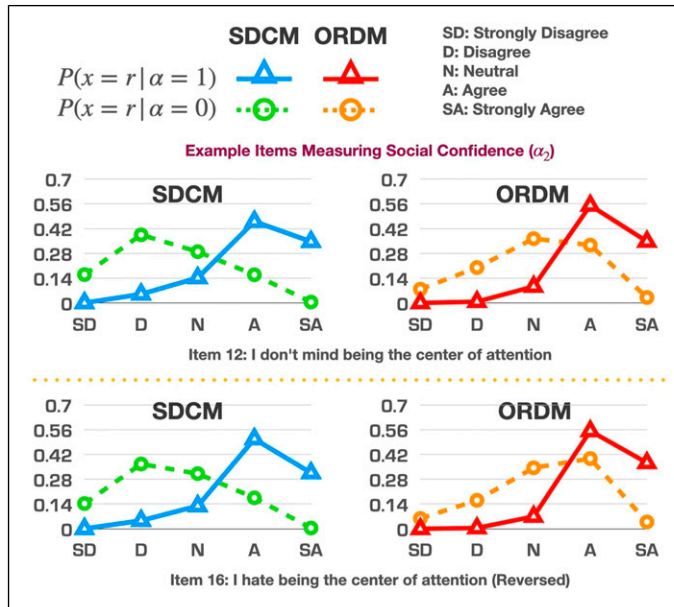 SDCM ORDM
P(x = r | α = 1)
P(x = r | α = 0)
SD: Strongly Disagree
D: Disagree
N: Neutral
A: Agree
SA: Strongly Agree
Example Items Measuring Social Confidence (α₂)
SDCM
0.7
0.56
0.42
0.28
0.14
0
SD D N A SA
ORDM
0.7
0.56
0.42
0.28
0.14
0
SD D N A SA
Item 12: I don't mind being the center of attention
SDCM
0.7
0.56
0.42
0.28
0.14
0
SD D N A SA
ORDM
0.7
0.56
0.42
0.28
0.14
0
SD D N A SA
Item 16: I hate being the center of attention (Reversed)